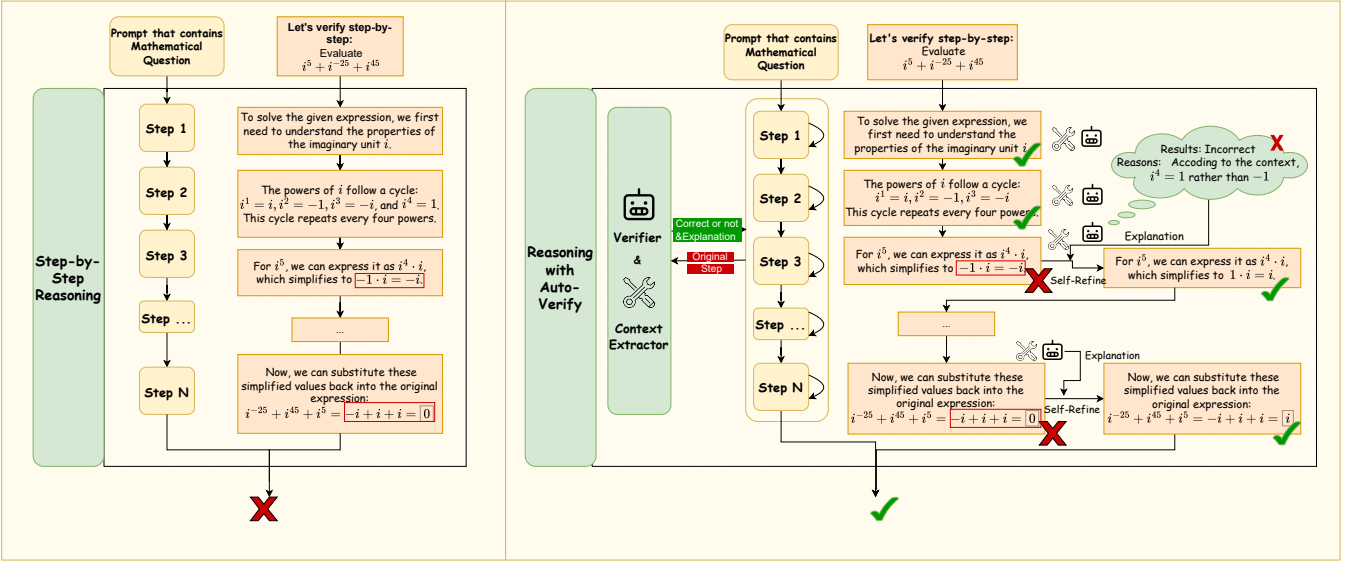 Prompt that contains
Mathematical
Question
Let's verify step-by-
step:
Evaluate
i^5 + i^{-25} + i^{45}
Step-by-
Step
Reasoning
Step 1
Step 2
Step 3
Step ...
Step N
To solve the given expression, we first
need to understand the properties of
the imaginary unit i.
The powers of i follow a cycle:
i^1 = i, i^2 = −1, i^3 = −i, and i^4 = 1.
This cycle repeats every four powers.
For i^5, we can express it as i^4 · i,
which simplifies to −1 · i = −i.
...
Now, we can substitute these
simplified values back into the original
expression:
i^{-25} + i^{45} + i^5 = −i + i + i = 0
Prompt that contains
Mathematical
Question
Let's verify step-by-step:
Evaluate
i^5 + i^{-25} + i^{45}
Reasoning
with
Auto-
Verify
Verifier
&
Context
Extractor
Correct or not
&Explanation
Original
Step
Step 1
Step 2
Step 3
Step ...
Step N
To solve the given expression, we
first need to understand the
properties of the imaginary unit i.
The powers of i follow a cycle:
i^1 = i, i^2 = −1, i^3 = −i
This cycle repeats every four powers.
For i^5, we can express it as i^4 · i,
which simplifies to −1 · i = −i.
Results: Incorrect X
Reasons: Accoding to the context,
i^4 = 1 rather than −1
Explanation
Self-Refine
For i^5, we can express it as i^4 · i,
which simplifies to 1 · i = i.
...
Now, we can substitute these
simplified values back into the
original expression:
i^{-25} + i^{45} + i^5 = −i + i + i = 0
Explanation
Self-Refine
Now, we can substitute these
simplified values back into the
original expression:
i^{-25} + i^{45} + i^5 = −i + i + i = i